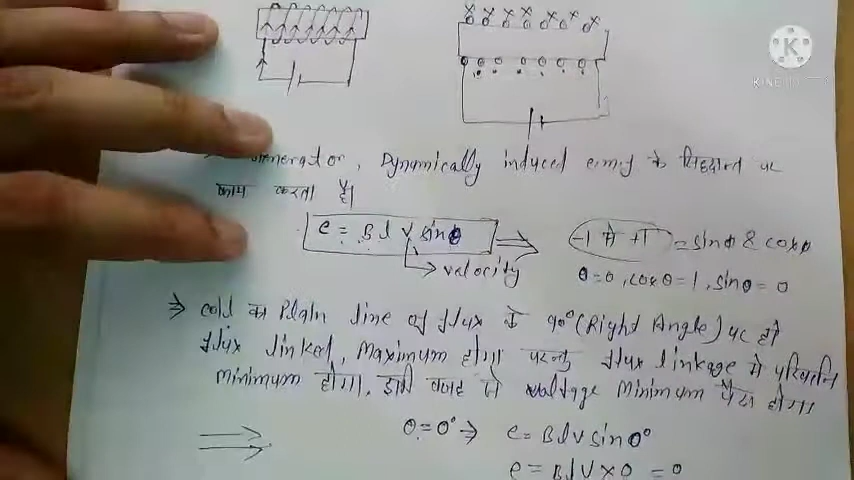 K
KINEMASTER
Generator, Dynamically induced e.m.f के सिद्धान्त पर
काम करता है।
e = B l v sinθ ⇒ -1 से +1 = sinθ & cosθ
→ velocity θ=0, cosθ=1, sinθ=0
⇒ coil का Plain line of flux के 90° (Right Angle) पर हो
flux linked, Maximum होगा परन्तु flux linkage में परिवर्तन
minimum होगा, इसी वजह से voltage minimum पैदा होगा
θ=0° ⇒ e = Blv sin0°
e = Blv×0 = 0